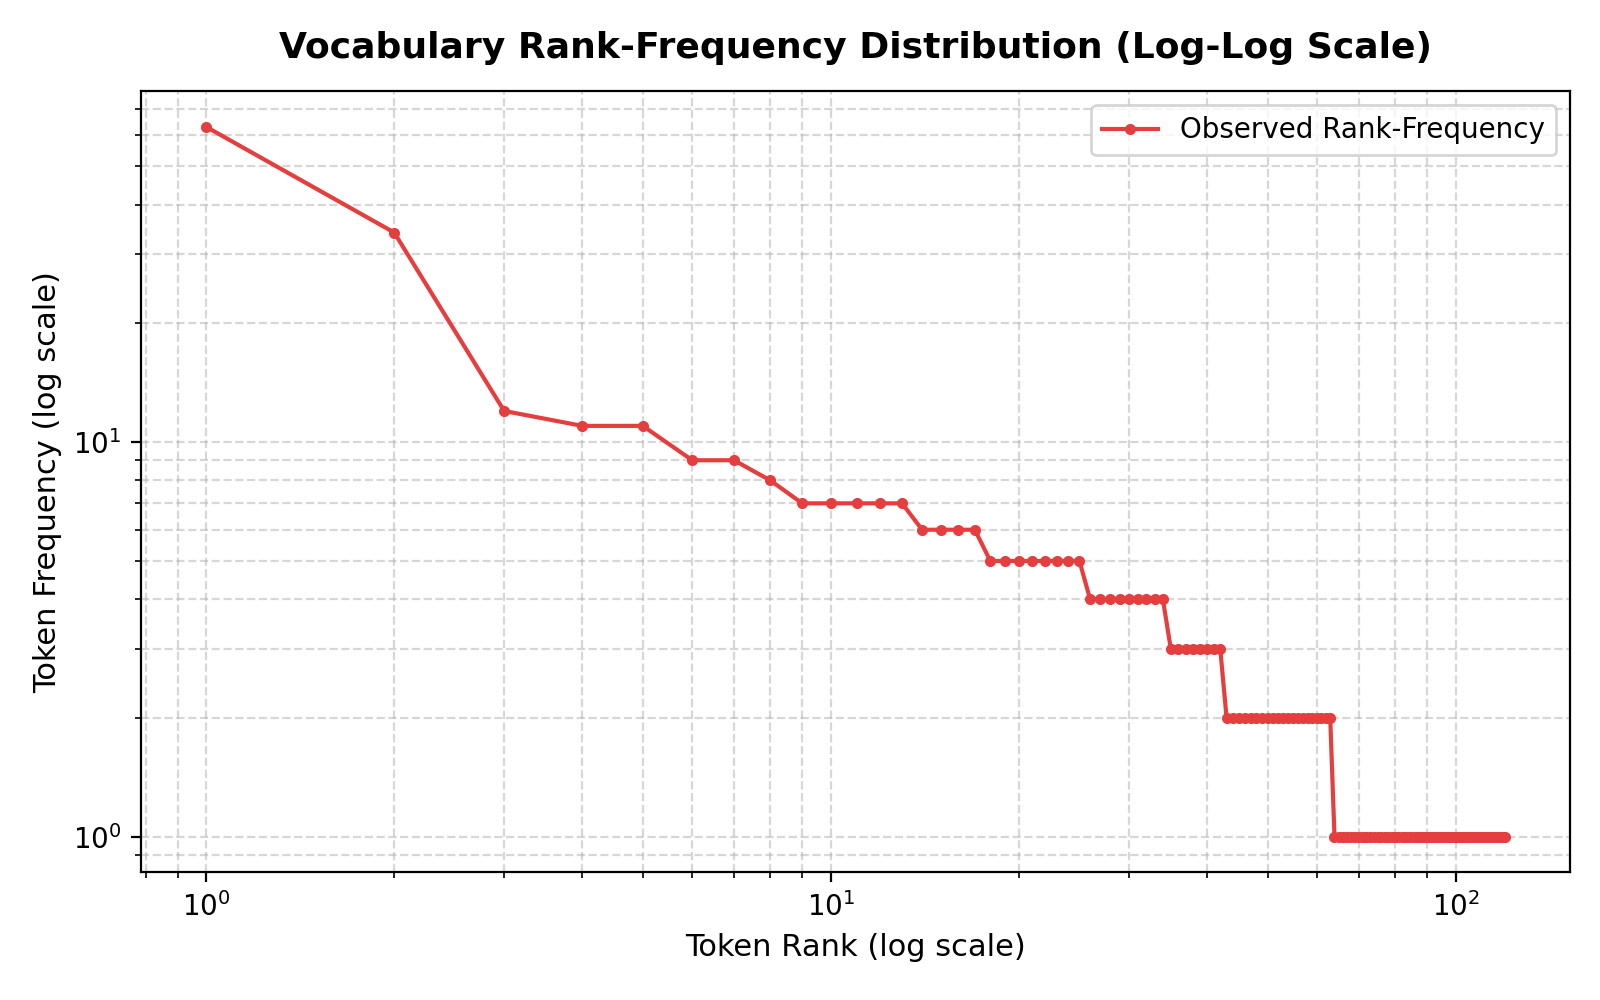 Vocabulary Rank-Frequency Distribution (Log-Log Scale)
Observed Rank-Frequency
Token Frequency (log scale)
10¹
10⁰
10⁰ 10¹ 10²
Token Rank (log scale)